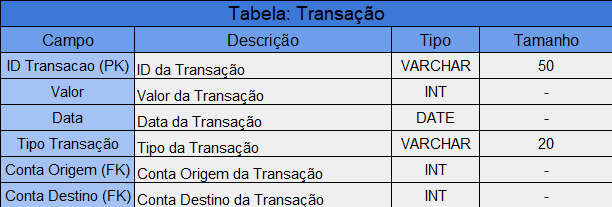 Tabela: Transação
Campo Descrição Tipo Tamanho
ID Transacao (PK) ID da Transação VARCHAR 50
Valor Valor da Transação INT -
Data Data da Transação DATE -
Tipo Transação Tipo da Transação VARCHAR 20
Conta Origem (FK) Conta Origem da Transação INT -
Conta Destino (FK) Conta Destino da Transação INT -